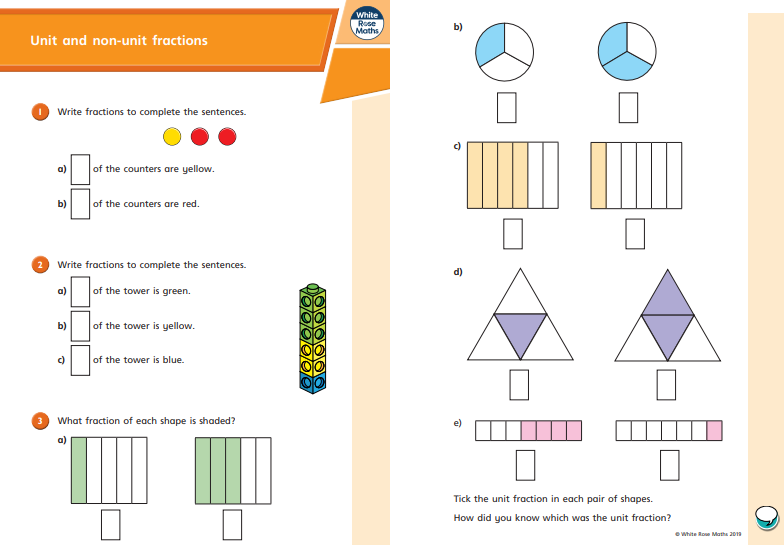 Unit and non-unit fractions
White
Rose
Maths
1 Write fractions to complete the sentences.
a) of the counters are yellow.
b) of the counters are red.
2 Write fractions to complete the sentences.
a) of the tower is green.
b) of the tower is yellow.
c) of the tower is blue.
3 What fraction of each shape is shaded?
a)
b)
c)
d)
e)
Tick the unit fraction in each pair of shapes.
How did you know which was the unit fraction?
© White Rose Maths 2019